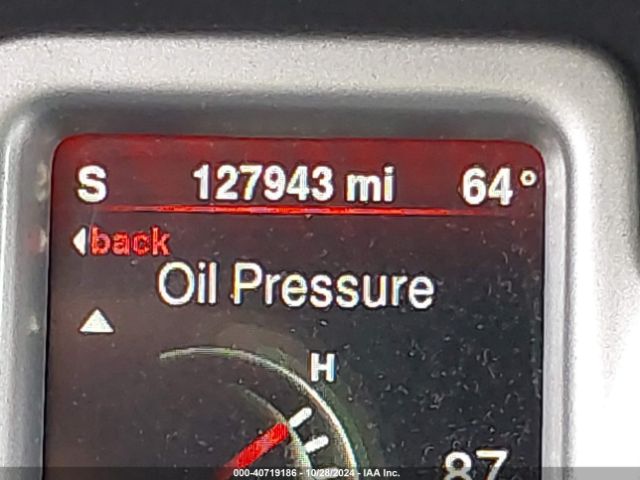 S 127943 mi 64°
back
Oil Pressure
H
87
000-40719186 - 10/28/2024 - IAA Inc.